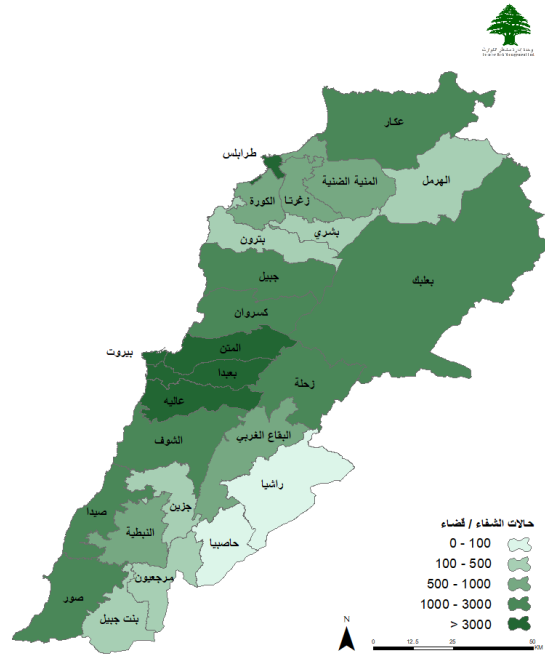 عكار
طرابلس
الهرمل
المنية الضنية
زغرتا
الكورة
بشري
بترون
جبيل
بعلبك
كسروان
المتن
بيروت
بعبدا
زحلة
عاليه
البقاع الغربي
الشوف
راشيا
جزين
صيدا
النبطية
حاصبيا
مرجعيون
صور
بنت جبيل
حالات الشفاء / قضاء
0 - 100
100 - 500
500 - 1000
1000 - 3000
> 3000
N
0 12.5 25 50
KM